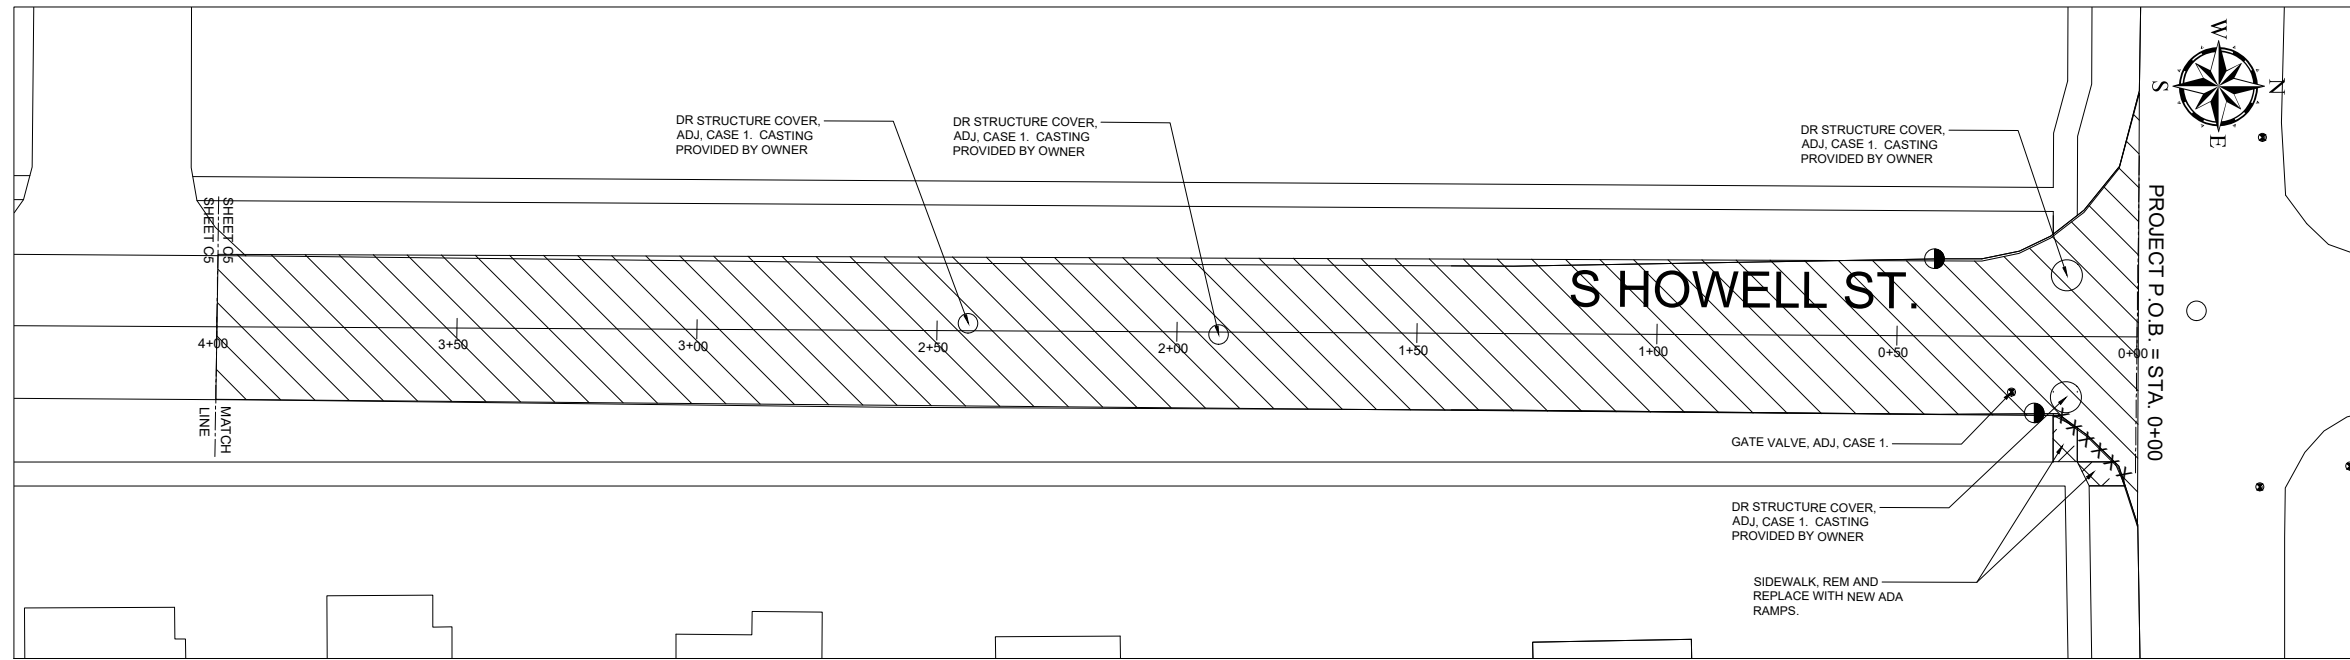 DR STRUCTURE COVER,
ADJ, CASE 1. CASTING
PROVIDED BY OWNER
DR STRUCTURE COVER,
ADJ, CASE 1. CASTING
PROVIDED BY OWNER
DR STRUCTURE COVER,
ADJ, CASE 1. CASTING
PROVIDED BY OWNER
W
N
S
E
PROJECT P.O.B. = STA. 0+00
SHEET C5
SHEET C5
S HOWELL ST.
4+00
3+50
3+00
2+50
2+00
1+50
1+00
0+50
0+00
MATCH
LINE
GATE VALVE, ADJ, CASE 1.
DR STRUCTURE COVER,
ADJ, CASE 1. CASTING
PROVIDED BY OWNER
SIDEWALK, REM AND
REPLACE WITH NEW ADA
RAMPS.